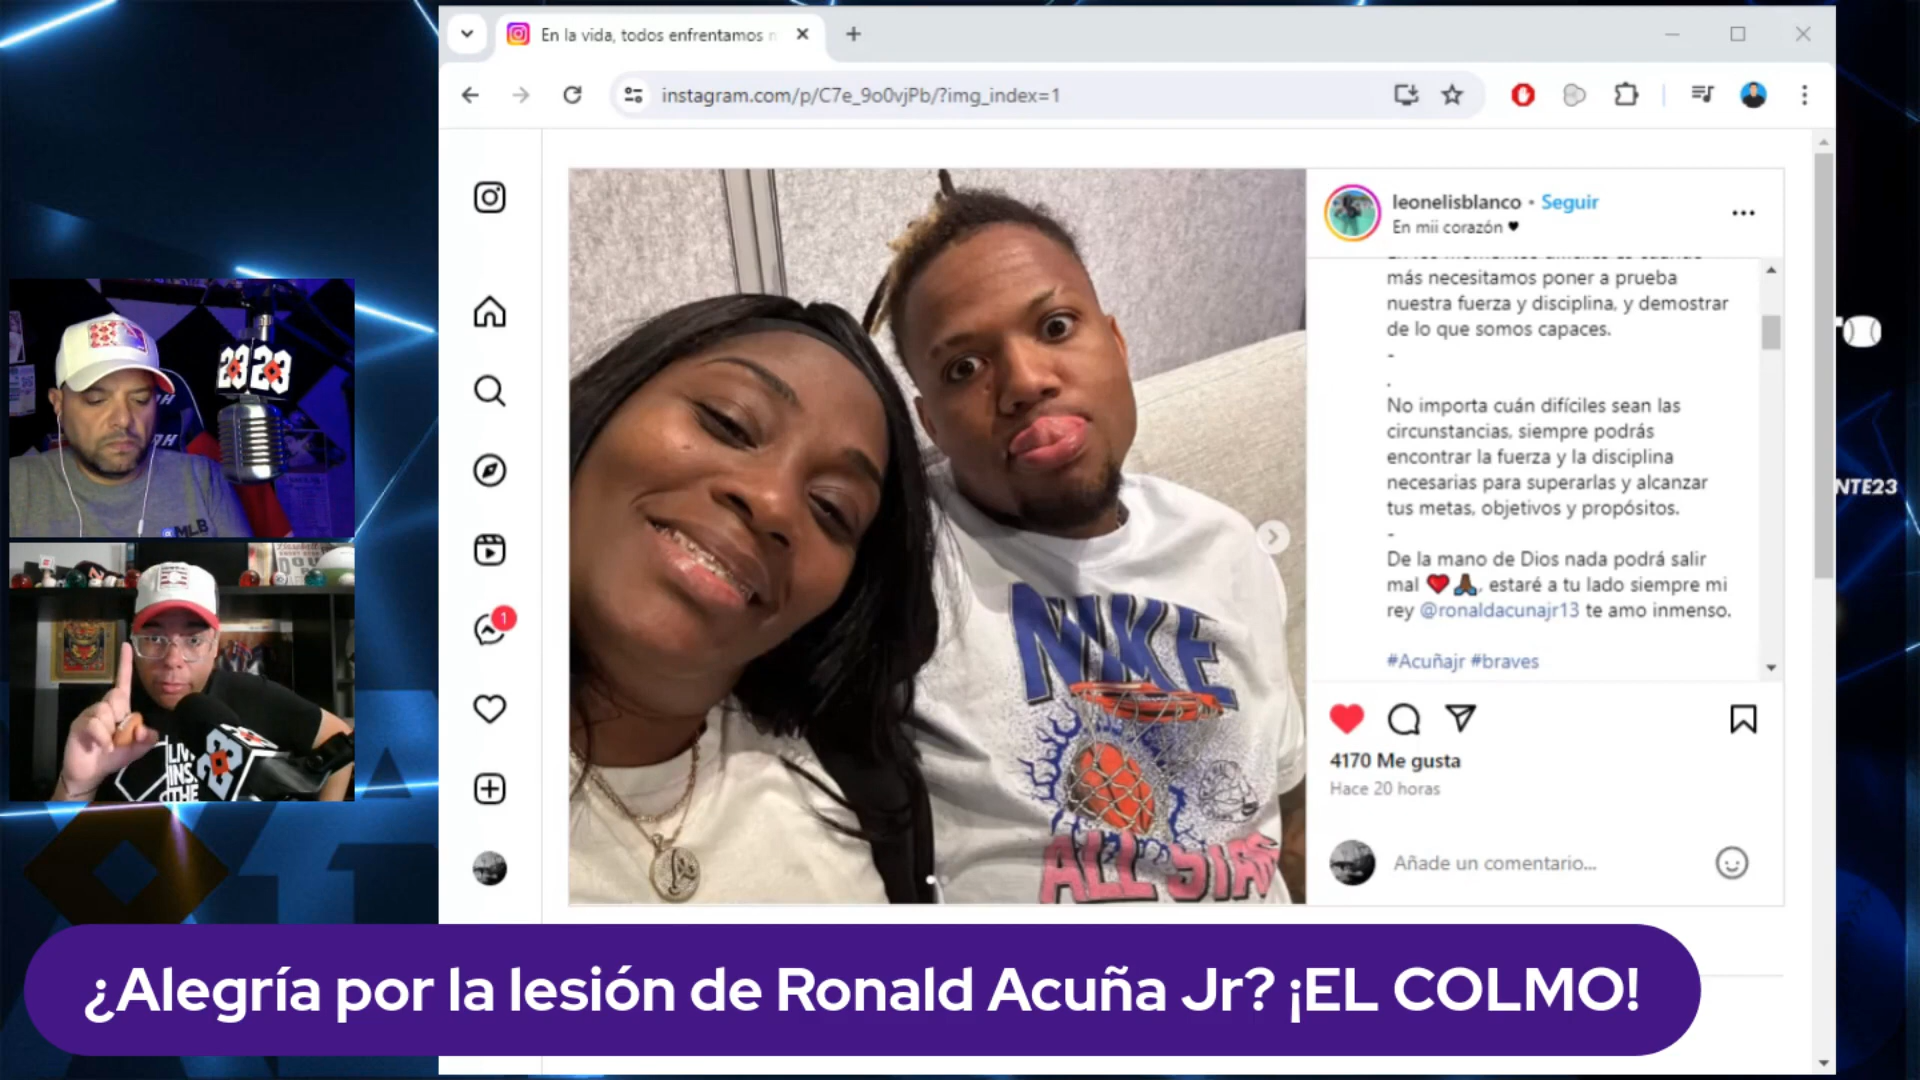 En la vida, todos enfrentamos
instagram.com/p/C7e_9o0vjPb/?img_index=1
leonelisblanco • Seguir
En mii corazón ♥
más necesitamos poner a prueba
nuestra fuerza y disciplina, y demostrar
de lo que somos capaces.
-
.
No importa cuán difíciles sean las
circunstancias, siempre podrás
encontrar la fuerza y la disciplina
necesarias para superarlas y alcanzar
tus metas, objetivos y propósitos.
-
De la mano de Dios nada podrá salir
mal ❤️🙏🏾, estaré a tu lado siempre mi
rey @ronaldacunajr13 te amo inmenso.
#Acuñajr #braves
4170 Me gusta
Hace 20 horas
Añade un comentario...
1
NIKE
ALL STAR
23 23
MLB
NTE23
¿Alegría por la lesión de Ronald Acuña Jr? ¡EL COLMO!